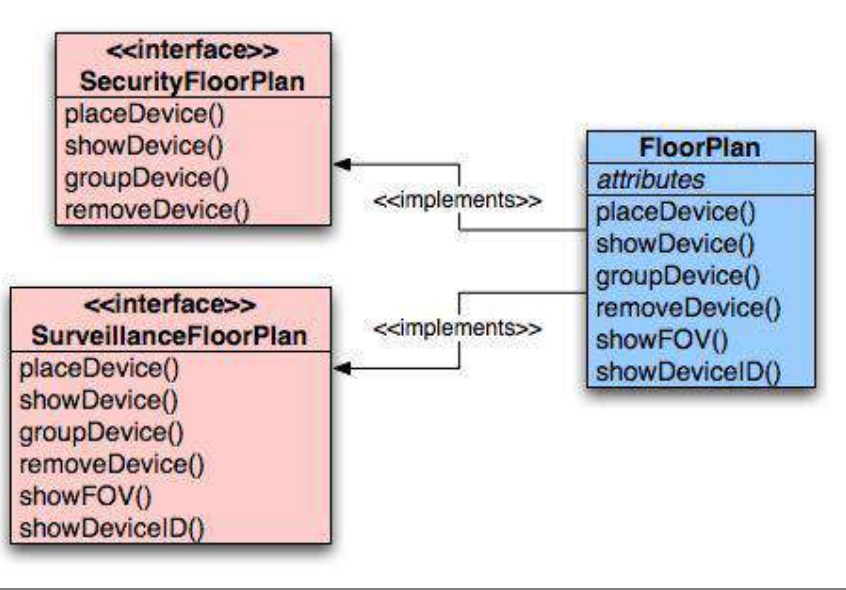 <<interface>>
SecurityFloorPlan
placeDevice()
showDevice()
groupDevice()
removeDevice()
<<interface>>
SurveillanceFloorPlan
placeDevice()
showDevice()
groupDevice()
removeDevice()
showFOV()
showDeviceID()
<<implements>>
<<implements>>
FloorPlan
attributes
placeDevice()
showDevice()
groupDevice()
removeDevice()
showFOV()
showDeviceID()